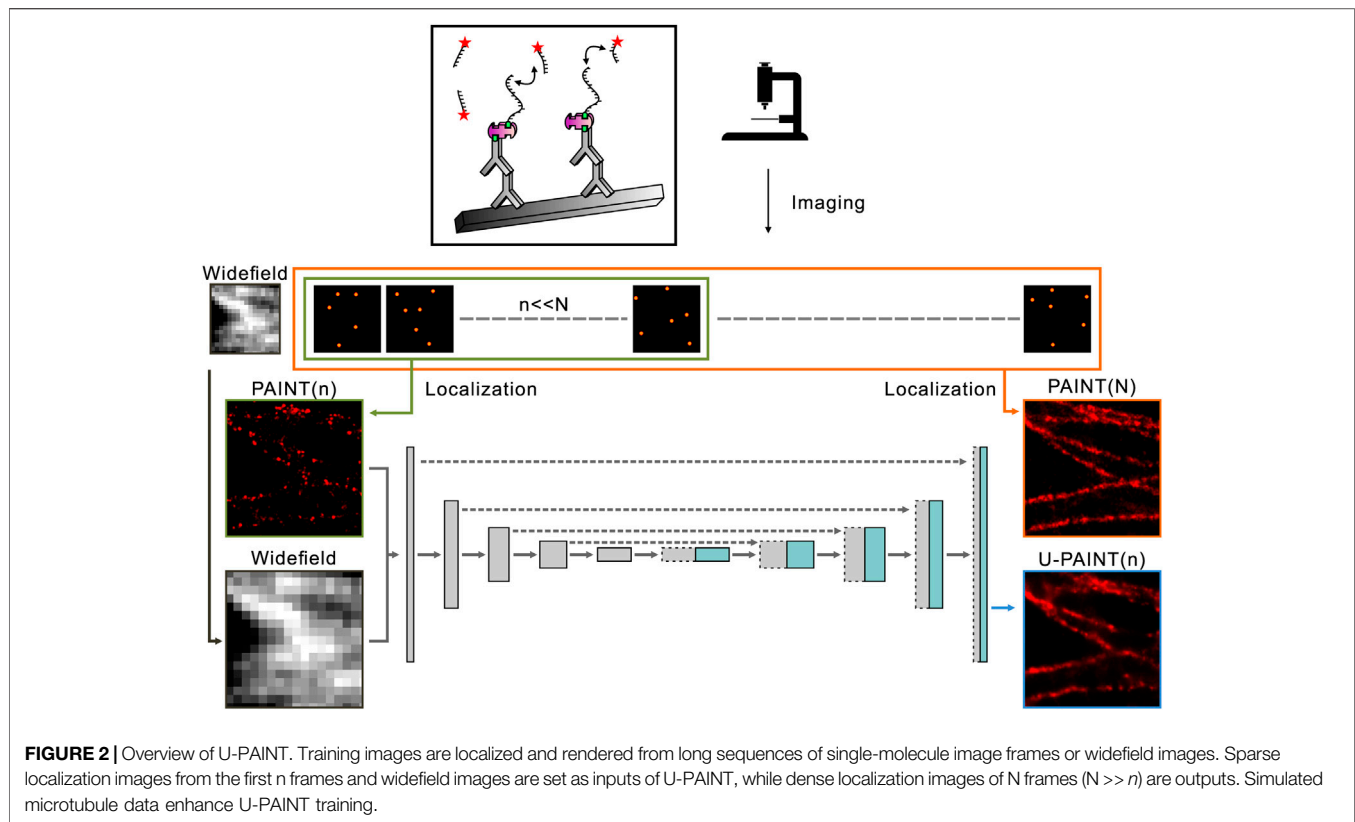 Imaging
Widefield
n<<N
Localization
Localization
PAINT(n)
PAINT(N)
Widefield
U-PAINT(n)
FIGURE 2 | Overview of U-PAINT. Training images are localized and rendered from long sequences of single-molecule image frames or widefield images. Sparse
localization images from the first n frames and widefield images are set as inputs of U-PAINT, while dense localization images of N frames (N >> n) are outputs. Simulated
microtubule data enhance U-PAINT training.